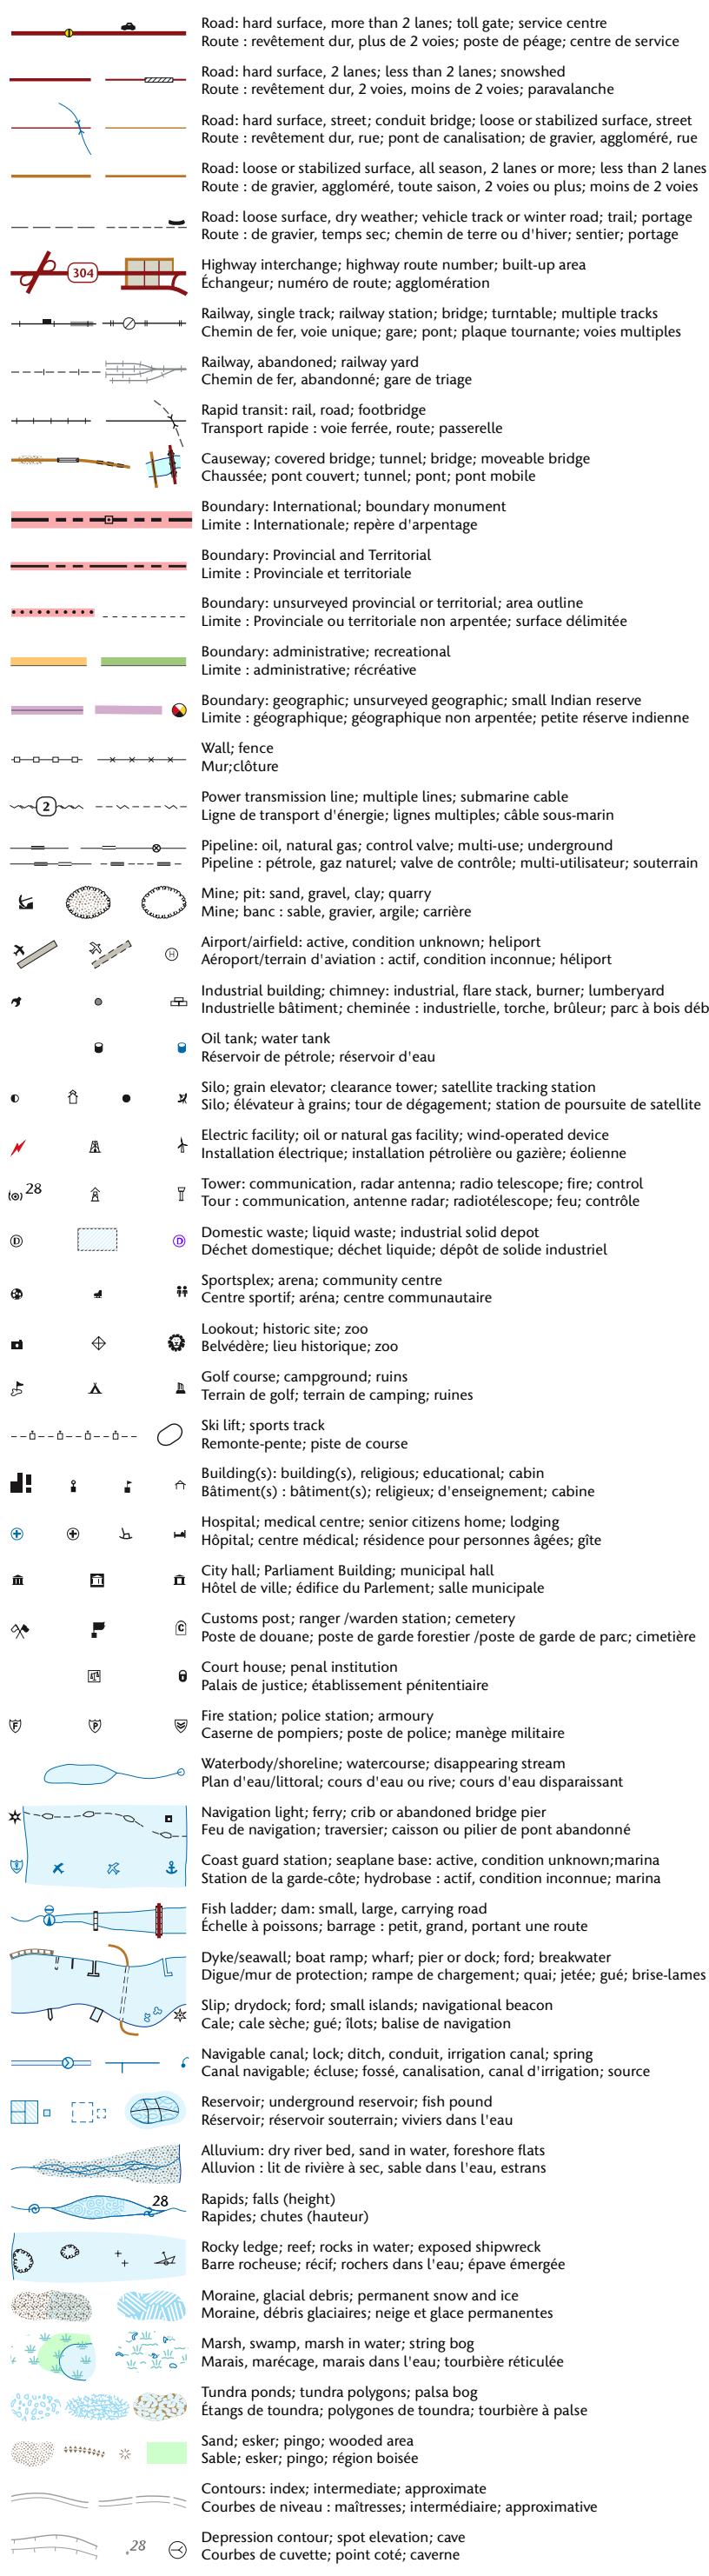 Road: hard surface, more than 2 lanes; toll gate; service centre
Route : revêtement dur, plus de 2 voies; poste de péage; centre de service
Road: hard surface, 2 lanes; less than 2 lanes; snowshed
Route : revêtement dur, 2 voies, moins de 2 voies; paravalanche
Road: hard surface, street; conduit bridge; loose or stabilized surface, street
Route : revêtement dur, rue; pont de canalisation; de gravier, aggloméré, rue
Road: loose or stabilized surface, all season, 2 lanes or more; less than 2 lanes
Route : de gravier, aggloméré, toute saison, 2 voies ou plus; moins de 2 voies
Road: loose surface, dry weather; vehicle track or winter road; trail; portage
Route : de gravier, temps sec; chemin de terre ou d'hiver; sentier; portage
304
Highway interchange; highway route number; built-up area
Échangeur; numéro de route; agglomération
Railway, single track; railway station; bridge; turntable; multiple tracks
Chemin de fer, voie unique; gare; pont; plaque tournante; voies multiples
Railway, abandoned; railway yard
Chemin de fer, abandonné; gare de triage
Rapid transit: rail, road; footbridge
Transport rapide : voie ferrée, route; passerelle
Causeway; covered bridge; tunnel; bridge; moveable bridge
Chaussée; pont couvert; tunnel; pont; pont mobile
Boundary: International; boundary monument
Limite : Internationale; repère d'arpentage
Boundary: Provincial and Territorial
Limite : Provinciale et territoriale
Boundary: unsurveyed provincial or territorial; area outline
Limite : Provinciale ou territoriale non arpentée; surface délimitée
Boundary: administrative; recreational
Limite : administrative; récréative
Boundary: geographic; unsurveyed geographic; small Indian reserve
Limite : géographique; géographique non arpentée; petite réserve indienne
Wall; fence
Mur;clôture
2
Power transmission line; multiple lines; submarine cable
Ligne de transport d'énergie; lignes multiples; câble sous-marin
Pipeline: oil, natural gas; control valve; multi-use; underground
Pipeline : pétrole, gaz naturel; valve de contrôle; multi-utilisateur; souterrain
Mine; pit: sand, gravel, clay; quarry
Mine; banc : sable, gravier, argile; carrière
H
Airport/airfield: active, condition unknown; heliport
Aéroport/terrain d'aviation : actif, condition inconnue; héliport
Industrial building; chimney: industrial, flare stack, burner; lumberyard
Industrielle bâtiment; cheminée : industrielle, torche, brûleur; parc à bois déb
Oil tank; water tank
Réservoir de pétrole; réservoir d'eau
Silo; grain elevator; clearance tower; satellite tracking station
Silo; élévateur à grains; tour de dégagement; station de poursuite de satellite
Electric facility; oil or natural gas facility; wind-operated device
Installation électrique; installation pétrolière ou gazière; éolienne
28
Tower: communication, radar antenna; radio telescope; fire; control
Tour : communication, antenne radar; radiotélescope; feu; contrôle
D D
Domestic waste; liquid waste; industrial solid depot
Déchet domestique; déchet liquide; dépôt de solide industriel
Sportsplex; arena; community centre
Centre sportif; aréna; centre communautaire
Lookout; historic site; zoo
Belvédère; lieu historique; zoo
Golf course; campground; ruins
Terrain de golf; terrain de camping; ruines
Ski lift; sports track
Remonte-pente; piste de course
Building(s): building(s), religious; educational; cabin
Bâtiment(s) : bâtiment(s); religieux; d'enseignement; cabine
Hospital; medical centre; senior citizens home; lodging
Hôpital; centre médical; résidence pour personnes âgées; gîte
City hall; Parliament Building; municipal hall
Hôtel de ville; édifice du Parlement; salle municipale
C
Customs post; ranger /warden station; cemetery
Poste de douane; poste de garde forestier /poste de garde de parc; cimetière
Court house; penal institution
Palais de justice; établissement pénitentiaire
F P
Fire station; police station; armoury
Caserne de pompiers; poste de police; manège militaire
Waterbody/shoreline; watercourse; disappearing stream
Plan d'eau/littoral; cours d'eau ou rive; cours d'eau disparaissant
Navigation light; ferry; crib or abandoned bridge pier
Feu de navigation; traversier; caisson ou pilier de pont abandonné
Coast guard station; seaplane base: active, condition unknown;marina
Station de la garde-côte; hydrobase : actif, condition inconnue; marina
Fish ladder; dam: small, large, carrying road
Échelle à poissons; barrage : petit, grand, portant une route
Dyke/seawall; boat ramp; wharf; pier or dock; ford; breakwater
Digue/mur de protection; rampe de chargement; quai; jetée; gué; brise-lames
Slip; drydock; ford; small islands; navigational beacon
Cale; cale sèche; gué; îlots; balise de navigation
Navigable canal; lock; ditch, conduit, irrigation canal; spring
Canal navigable; écluse; fossé, canalisation, canal d'irrigation; source
Reservoir; underground reservoir; fish pound
Réservoir; réservoir souterrain; viviers dans l'eau
Alluvium: dry river bed, sand in water, foreshore flats
Alluvion : lit de rivière à sec, sable dans l'eau, estrans
28
Rapids; falls (height)
Rapides; chutes (hauteur)
Rocky ledge; reef; rocks in water; exposed shipwreck
Barre rocheuse; récif; rochers dans l'eau; épave émergée
Moraine, glacial debris; permanent snow and ice
Moraine, débris glaciaires; neige et glace permanentes
Marsh, swamp, marsh in water; string bog
Marais, marécage, marais dans l'eau; tourbière réticulée
Tundra ponds; tundra polygons; palsa bog
Étangs de toundra; polygones de toundra; tourbière à palse
Sand; esker; pingo; wooded area
Sable; esker; pingo; région boisée
Contours: index; intermediate; approximate
Courbes de niveau : maîtresses; intermédiaire; approximative
.28
Depression contour; spot elevation; cave
Courbes de cuvette; point coté; caverne